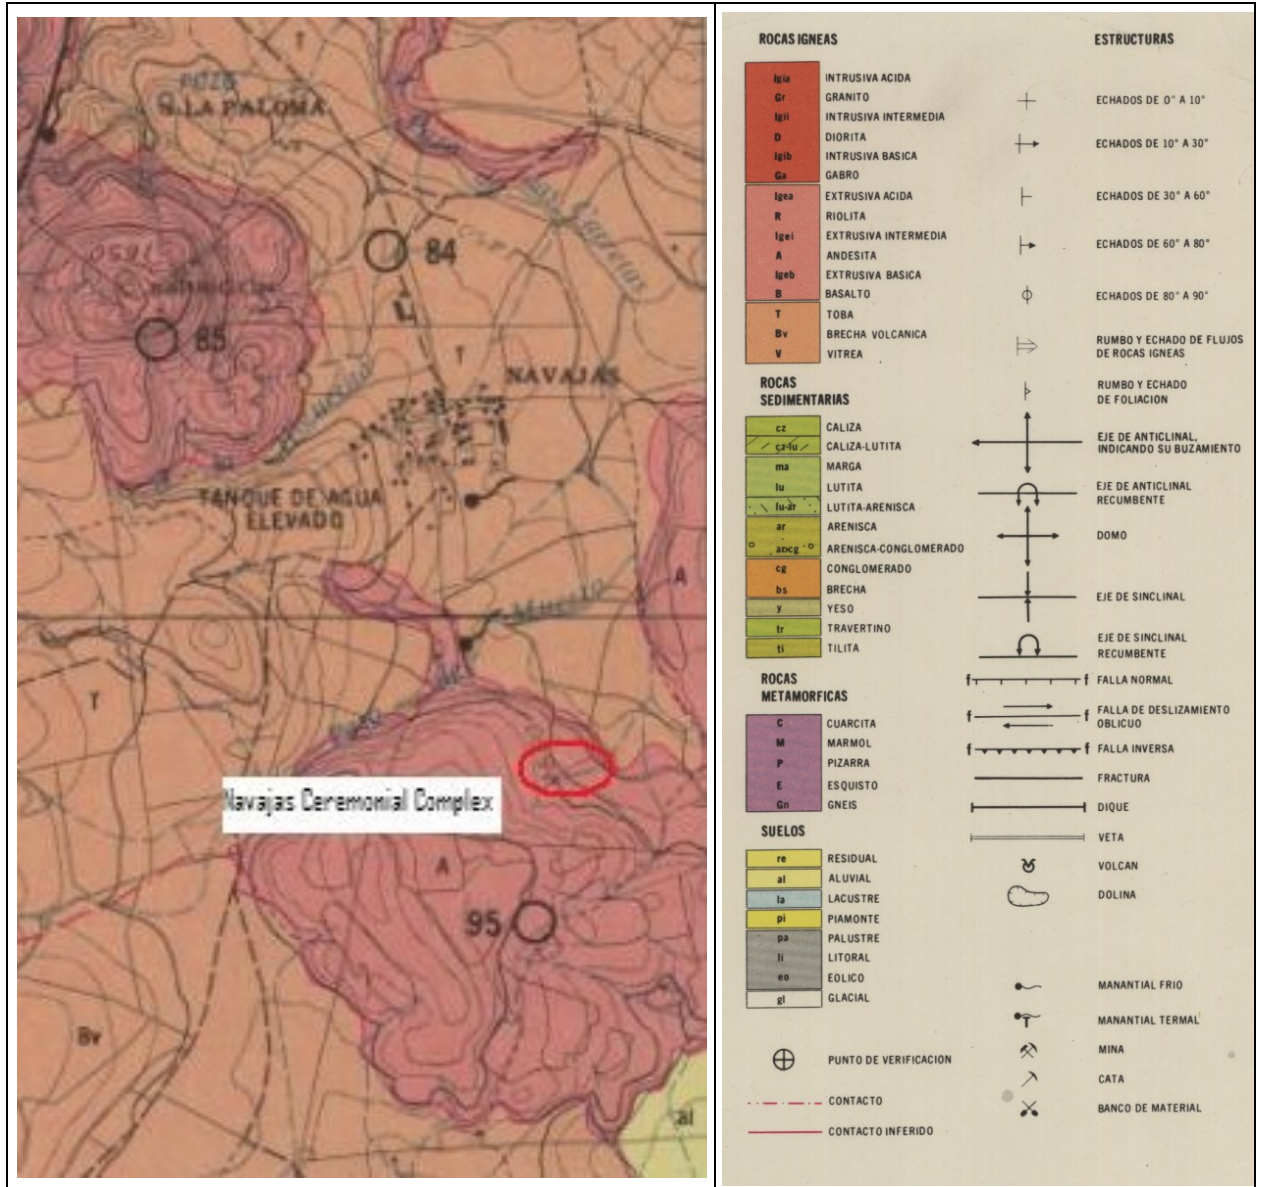 T
POZO
LA PALOMA
84
85
T
NAVAJAS
TANQUE DE AGUA
ELEVADO
A
Muerto
T
Navajas Ceremonial Complex
A
95
Bv
al
ROCAS IGNEAS
Igia INTRUSIVA ACIDA
Gr GRANITO
Igii INTRUSIVA INTERMEDIA
D DIORITA
Igib INTRUSIVA BASICA
Ga GABRO
Igea EXTRUSIVA ACIDA
R RIOLITA
Igei EXTRUSIVA INTERMEDIA
A ANDESITA
Igeb EXTRUSIVA BASICA
B BASALTO
T TOBA
Bv BRECHA VOLCANICA
V VITREA
ROCAS
SEDIMENTARIAS
cz CALIZA
cz-lu CALIZA-LUTITA
ma MARGA
lu LUTITA
lu-ar LUTITA-ARENISCA
ar ARENISCA
ar-cg ARENISCA-CONGLOMERADO
cg CONGLOMERADO
bs BRECHA
y YESO
tr TRAVERTINO
ti TILITA
ROCAS
METAMORFICAS
C CUARCITA
M MARMOL
P PIZARRA
E ESQUISTO
Gn GNEIS
SUELOS
re RESIDUAL
al ALUVIAL
la LACUSTRE
pi PIAMONTE
pa PALUSTRE
li LITORAL
eo EOLICO
gl GLACIAL
PUNTO DE VERIFICACION
CONTACTO
CONTACTO INFERIDO
ESTRUCTURAS
ECHADOS DE 0° A 10°
ECHADOS DE 10° A 30°
ECHADOS DE 30° A 60°
ECHADOS DE 60° A 80°
ECHADOS DE 80° A 90°
RUMBO Y ECHADO DE FLUJOS
DE ROCAS IGNEAS
RUMBO Y ECHADO
DE FOLIACION
EJE DE ANTICLINAL,
INDICANDO SU BUZAMIENTO
EJE DE ANTICLINAL
RECUMBENTE
DOMO
EJE DE SINCLINAL
EJE DE SINCLINAL
RECUMBENTE
f f FALLA NORMAL
f f FALLA DE DESLIZAMIENTO
OBLICUO
f f FALLA INVERSA
FRACTURA
DIQUE
VETA
VOLCAN
DOLINA
MANANTIAL FRIO
T MANANTIAL TERMAL
MINA
CATA
BANCO DE MATERIAL